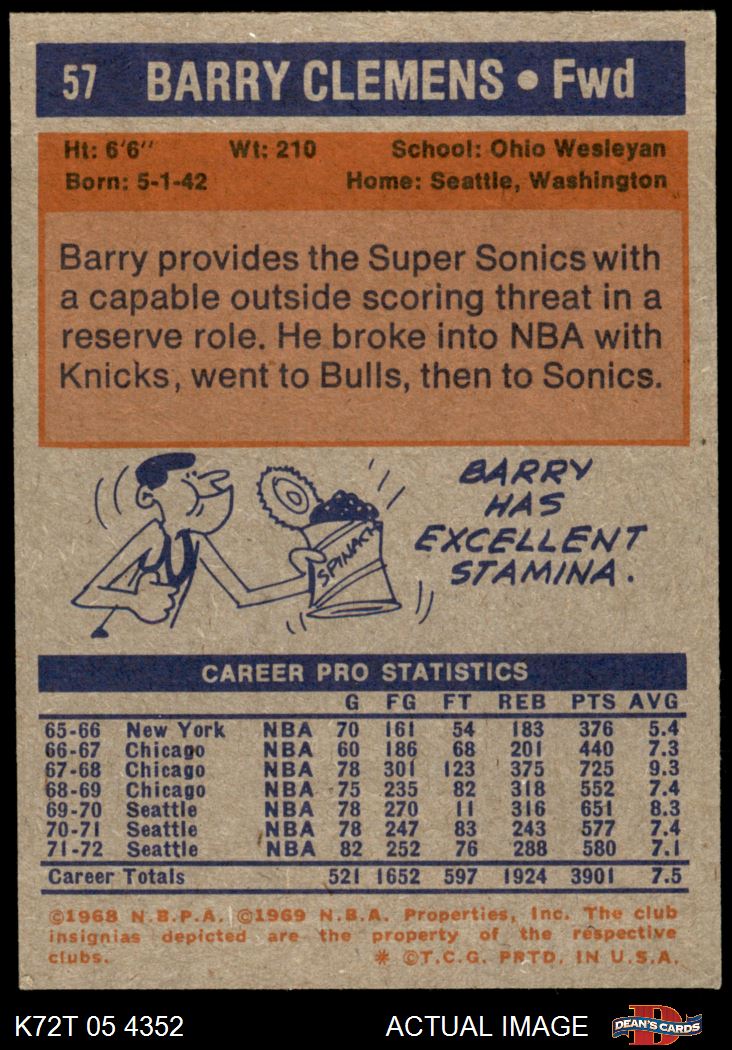 57 BARRY CLEMENS • Fwd
Ht: 6'6'' Wt: 210 School: Ohio Wesleyan
Born: 5-1-42 Home: Seattle, Washington
Barry provides the Super Sonics with
a capable outside scoring threat in a
reserve role. He broke into NBA with
Knicks, went to Bulls, then to Sonics.
SPINACH
BARRY
HAS
EXCELLENT
STAMINA.
CAREER PRO STATISTICS
G FG FT REB PTS AVG
65-66 New York NBA 70 161 54 183 376 5.4
66-67 Chicago NBA 60 186 68 201 440 7.3
67-68 Chicago NBA 78 301 123 375 725 9.3
68-69 Chicago NBA 75 235 82 318 552 7.4
69-70 Seattle NBA 78 270 11 316 651 8.3
70-71 Seattle NBA 78 247 83 243 577 7.4
71-72 Seattle NBA 82 252 76 288 580 7.1
Career Totals 521 1652 597 1924 3901 7.5
©1968 N.B.P.A. ©1969 N.B.A. Properties, Inc. The club
insignias depicted are the property of the respective
clubs. * ©T.C.G. PRTD. IN U.S.A.
K72T 05 4352 ACTUAL IMAGE D DEAN'S CARDS